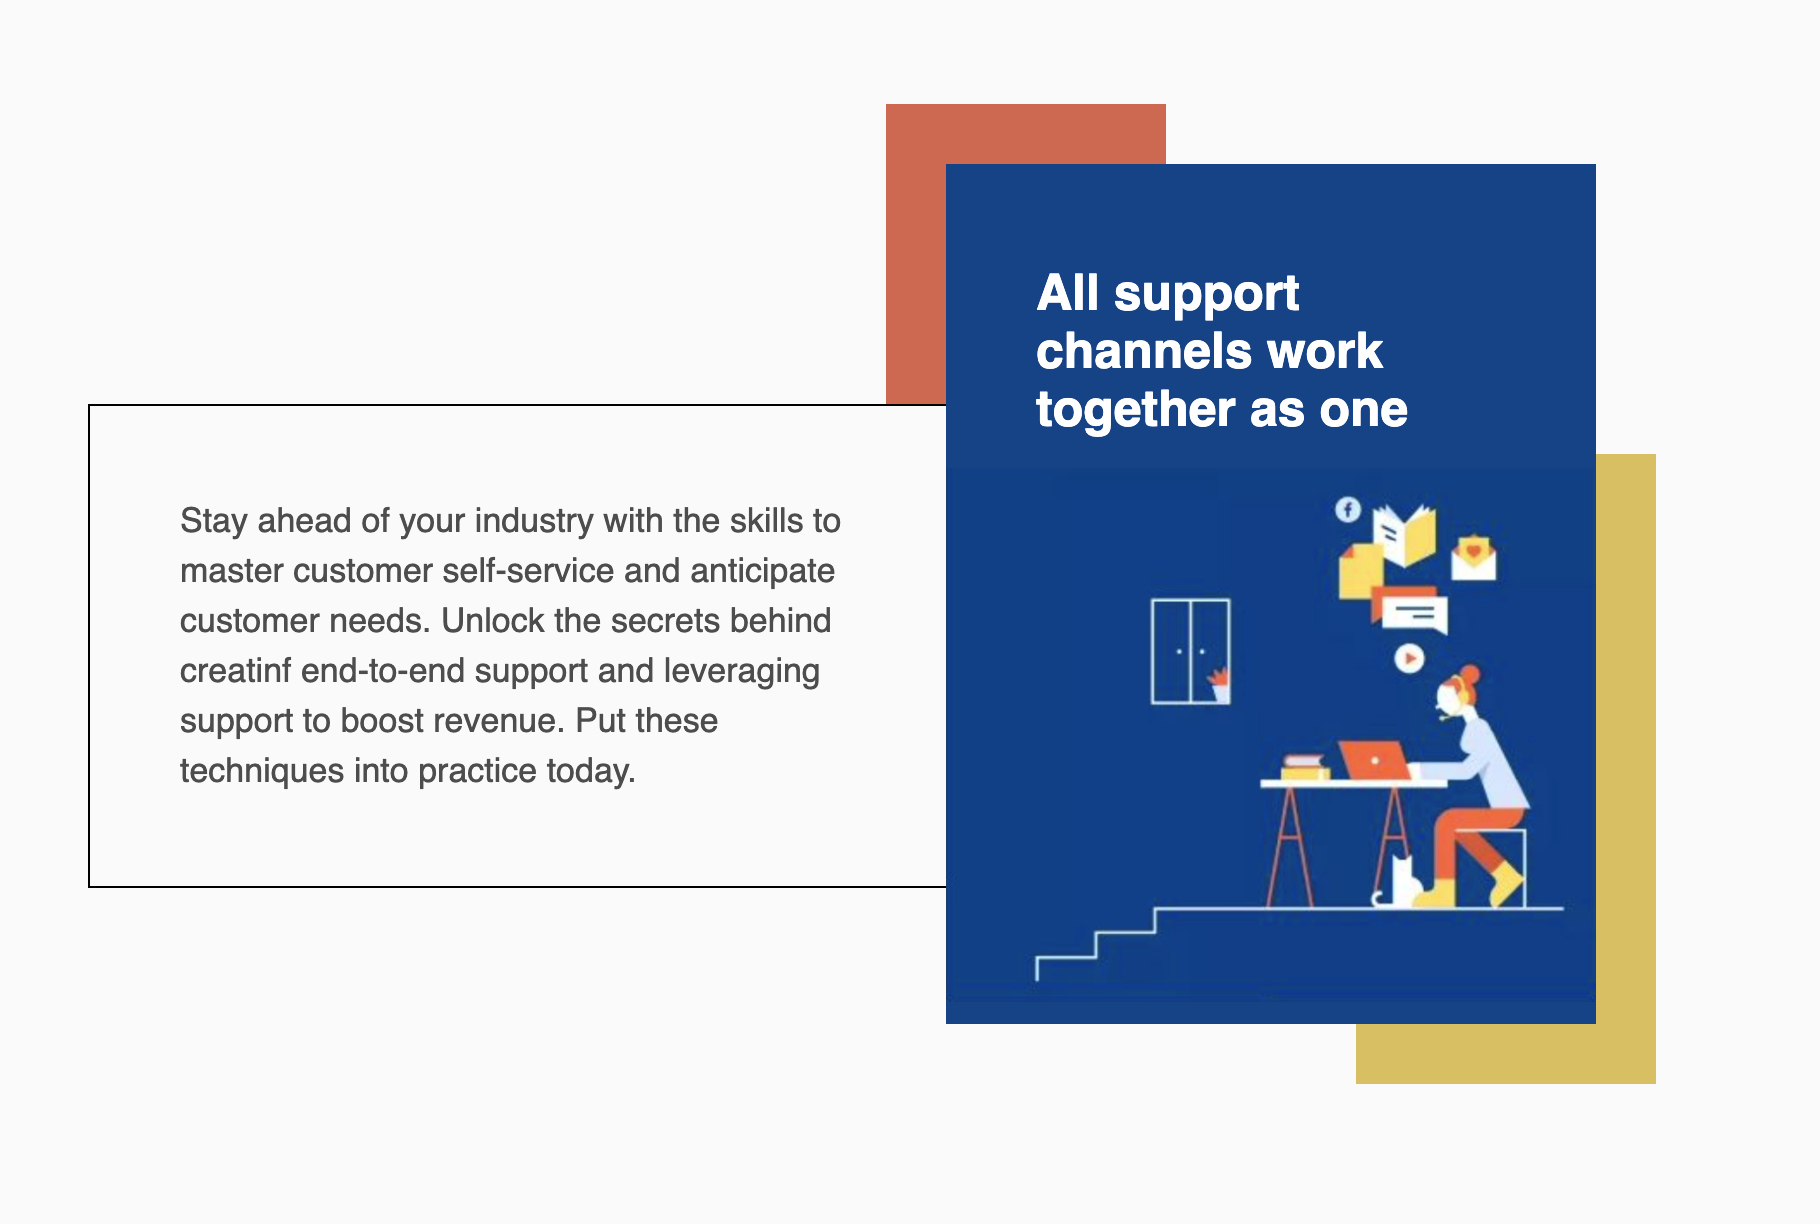 All support
channels work
together as one
Stay ahead of your industry with the skills to
master customer self-service and anticipate
customer needs. Unlock the secrets behind
creatinf end-to-end support and leveraging
support to boost revenue. Put these
techniques into practice today.